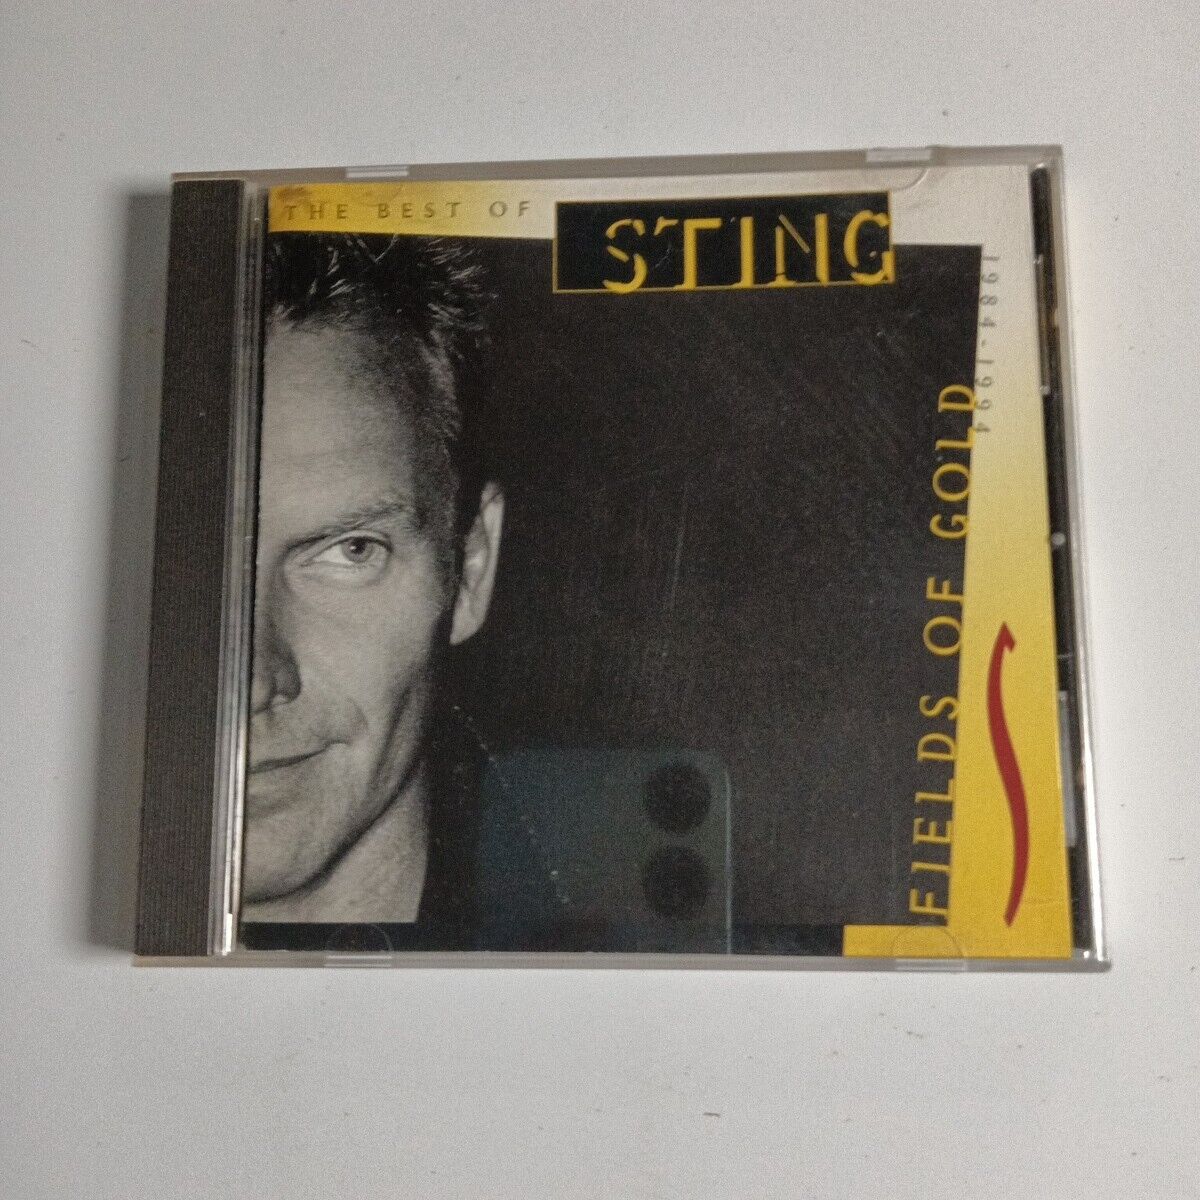 THE BEST OF
STING
1984-1994
FIELDS OF GOLD